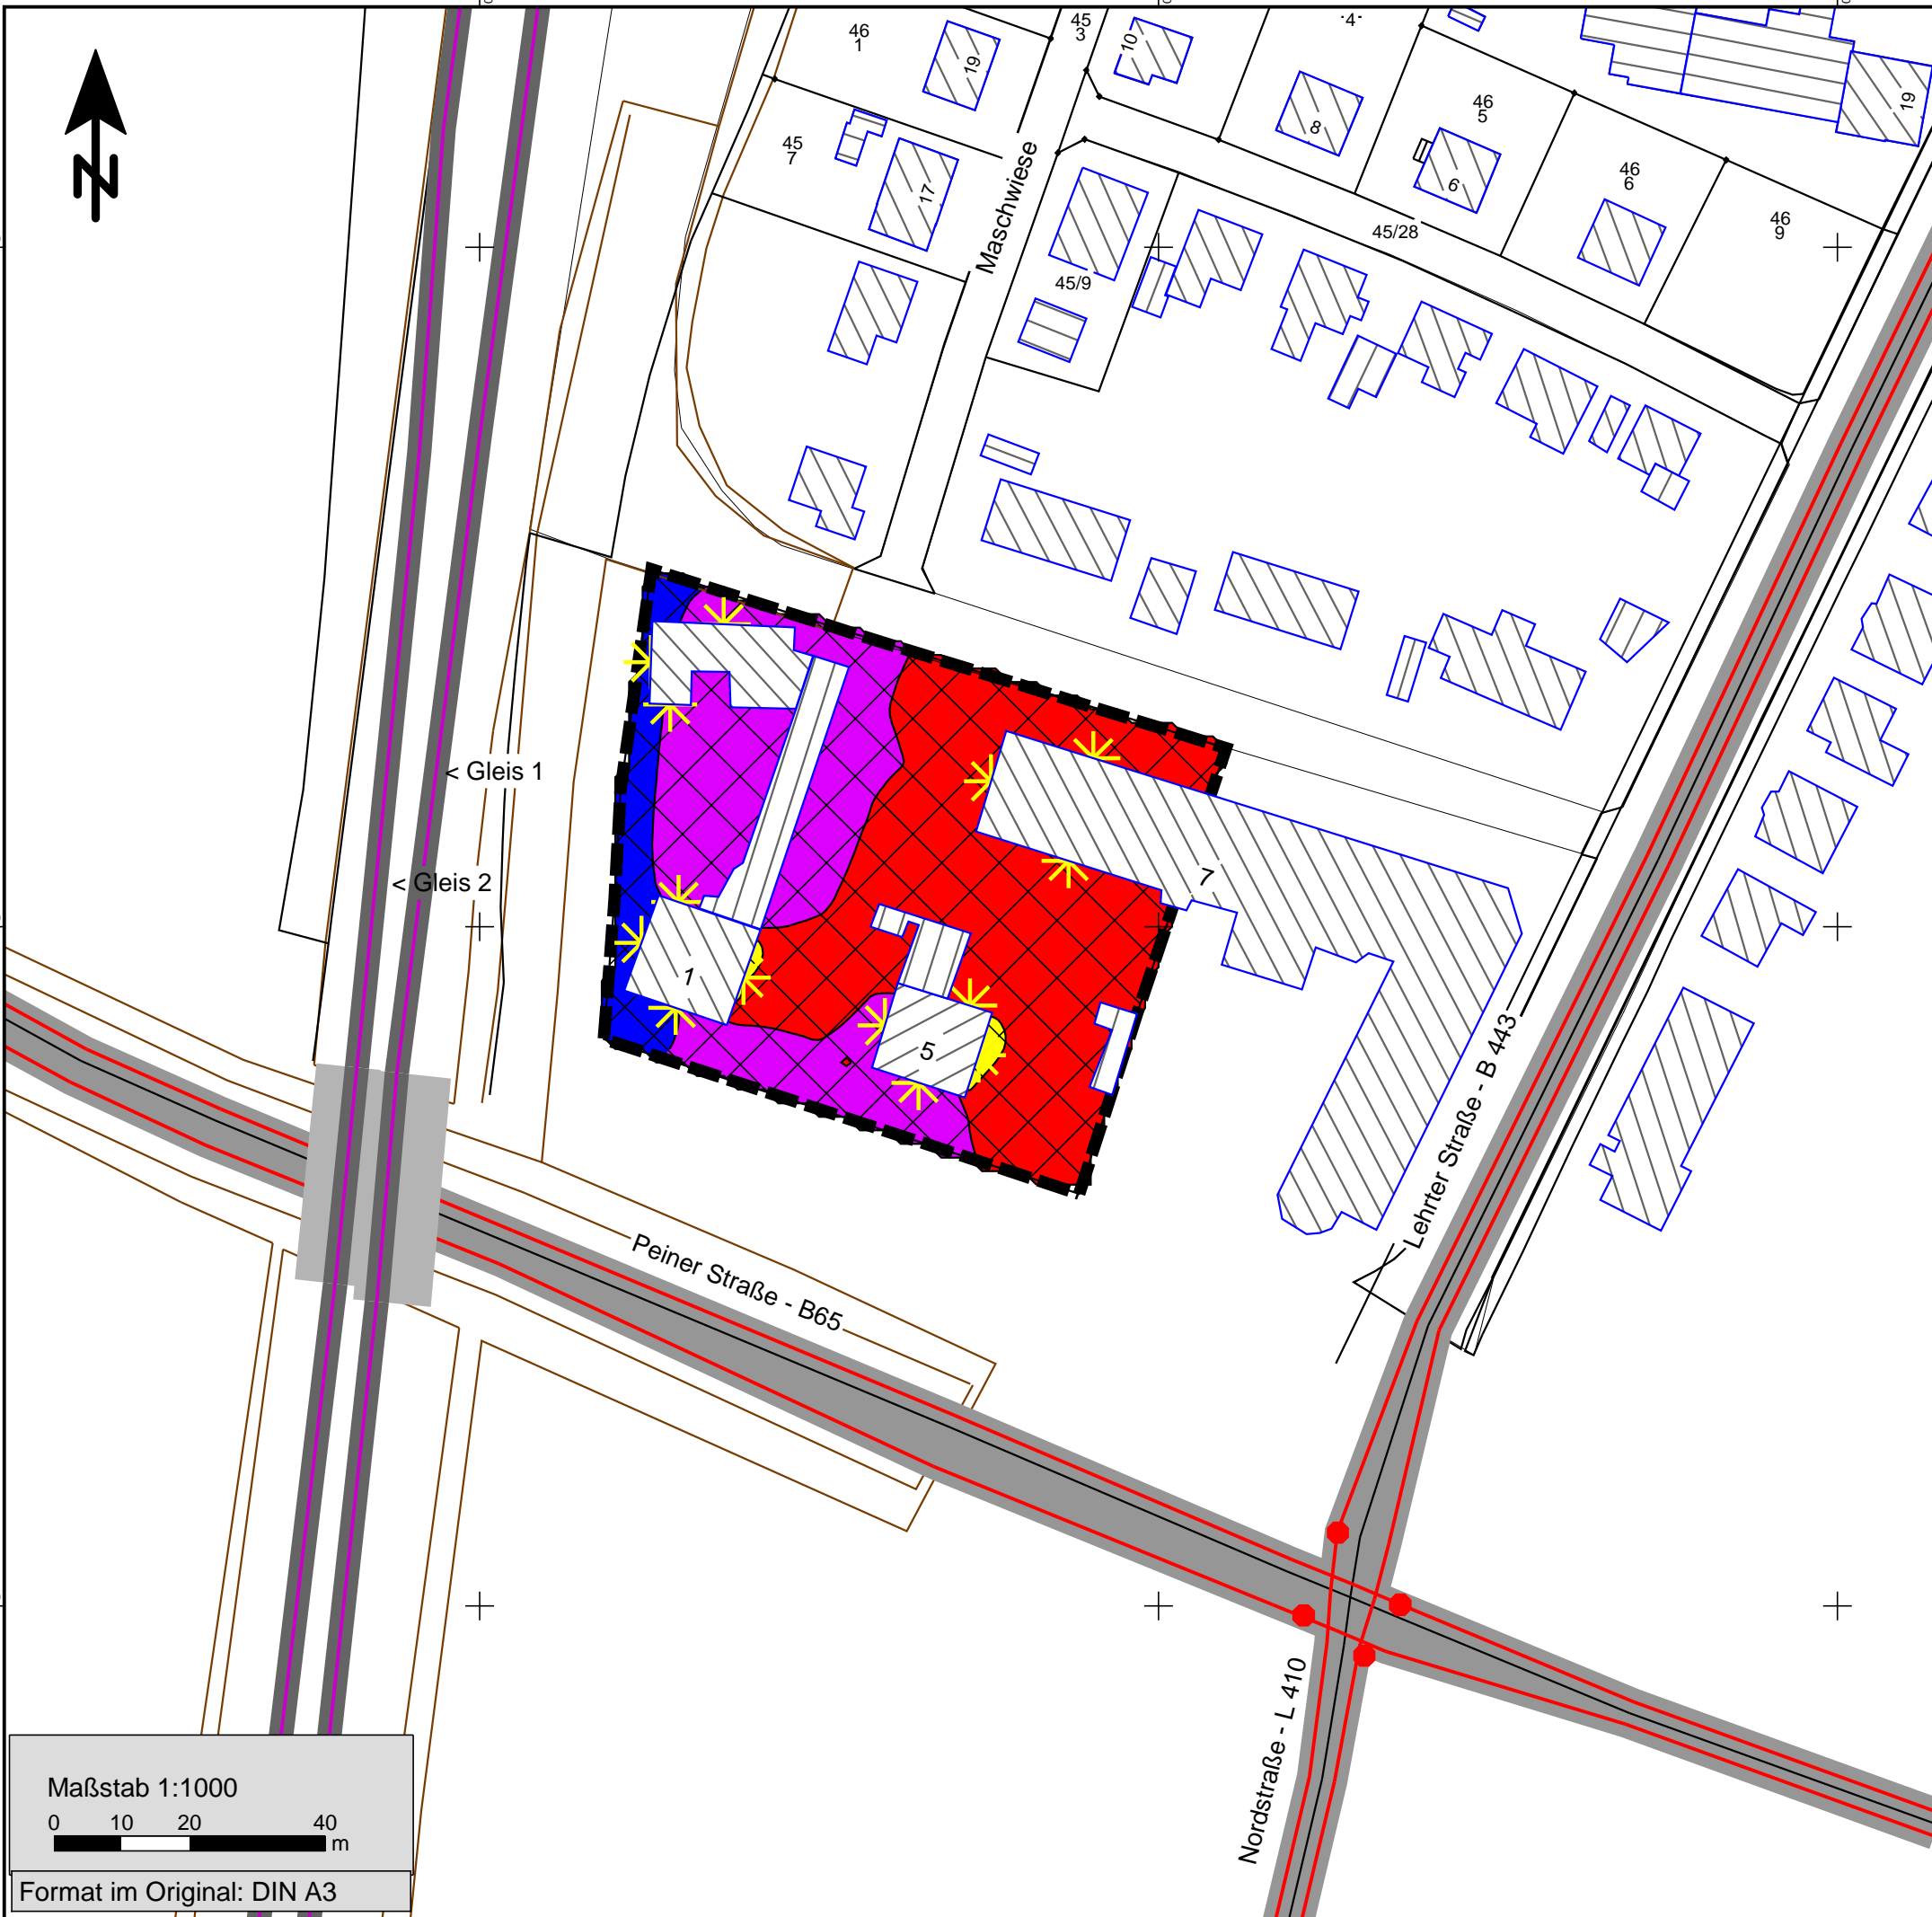 N
46
1
45
3
10
19
-4-
46
5
8
19
45
7
17
Maschwiese
6
46
6
46
9
45/28
45/9
< Gleis 1
< Gleis 2
7
1
5
Lehrter Straße - B 443
Peiner Straße - B65
Nordstraße - L 410
Maßstab 1:1000
0 10 20 40
m
Format im Original: DIN A3